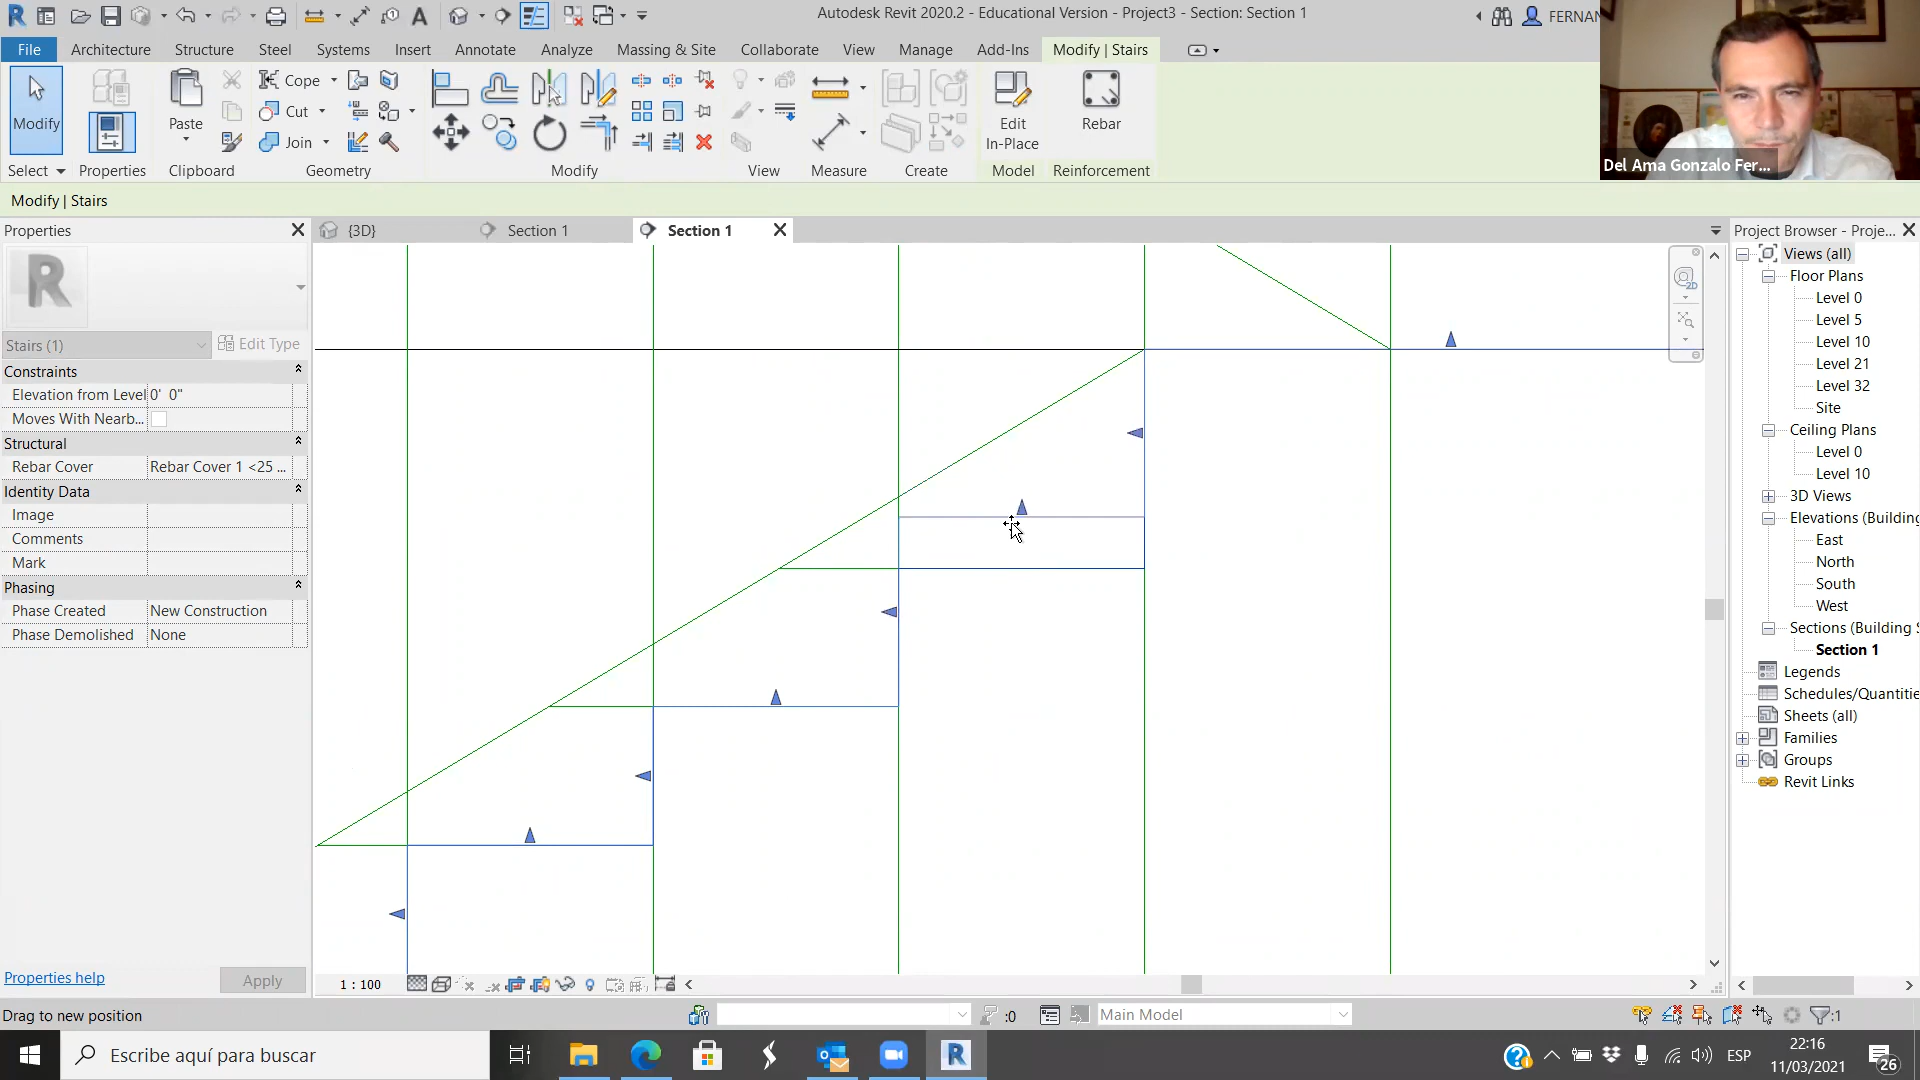 Autodesk Revit 2020.2 - Educational Version - Project3 - Section: Section 1
FERNAN
File Architecture Structure Steel Systems Insert Annotate Analyze Massing & Site Collaborate View Manage Add-Ins Modify | Stairs
Modify
Paste
Cope
Cut
Join
Edit
In-Place
Rebar
Select Properties Clipboard Geometry Modify View Measure Create Model Reinforcement
Del Ama Gonzalo Fer...
Modify | Stairs
Properties
{3D}
Section 1
Section 1
Project Browser - Proje...
Stairs (1)
Edit Type
Constraints
Elevation from Level 0' 0"
Moves With Nearb...
Structural
Rebar Cover Rebar Cover 1 <25 ...
Identity Data
Image
Comments
Mark
Phasing
Phase Created New Construction
Phase Demolished None
Properties help
Apply
Views (all)
Floor Plans
Level 0
Level 5
Level 10
Level 21
Level 32
Site
Ceiling Plans
Level 0
Level 10
3D Views
Elevations (Building
East
North
South
West
Sections (Building S
Section 1
Legends
Schedules/Quantitie
Sheets (all)
Families
Groups
Revit Links
2D
1 : 100
Drag to new position
:0
Main Model
:1
Escribe aquí para buscar
ESP
22:16
11/03/2021
26